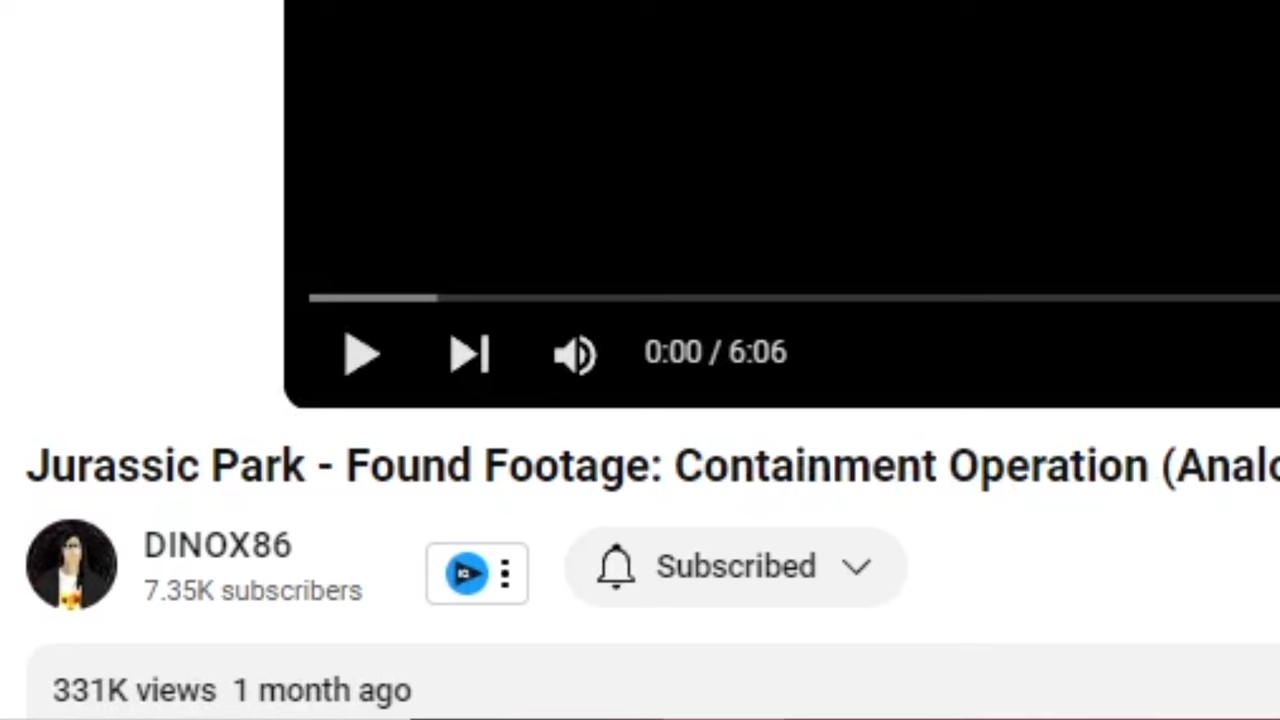 0:00 / 6:06
Jurassic Park - Found Footage: Containment Operation (Analo
DINOX86
7.35K subscribers
Subscribed
331K views 1 month ago